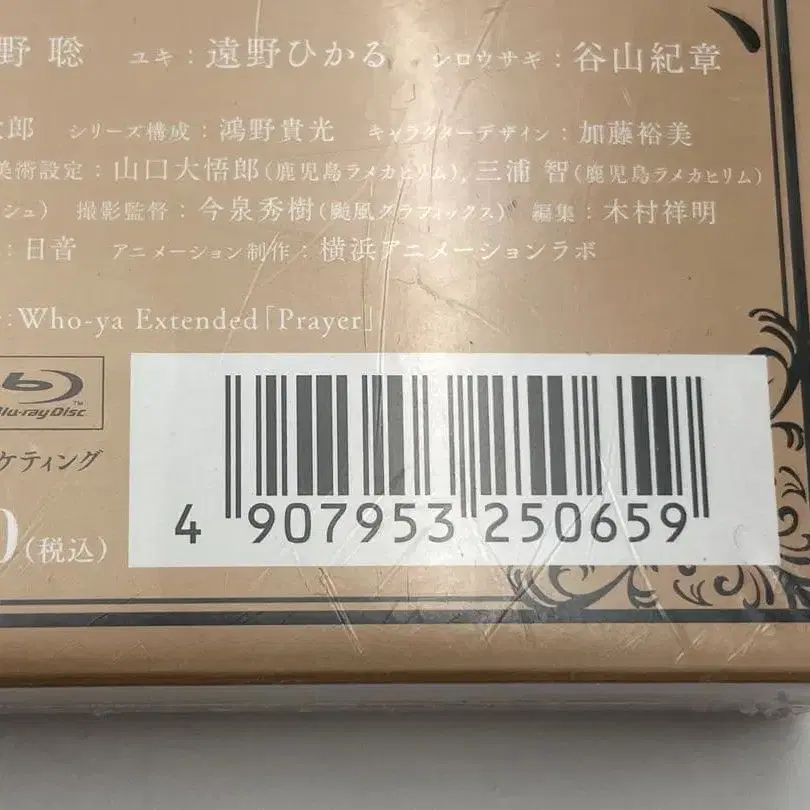 野 聡 ユキ：遠野ひかる シロウサギ：谷山紀章
郎 シリーズ構成：鴻野貴光 キャラクターデザイン：加藤裕美
美術設定：山口大悟郎(鹿児島ラメカヒリム), 三浦 智(鹿児島ラメカヒリム)
シュ) 撮影監督：今泉秀樹(颱風グラフィックス) 編集：木村祥明
：日音 アニメーション制作：横浜アニメーションラボ
：Who-ya Extended「Prayer」
Blu-ray Disc™
ケティング
0(税込)
4 907953 250659